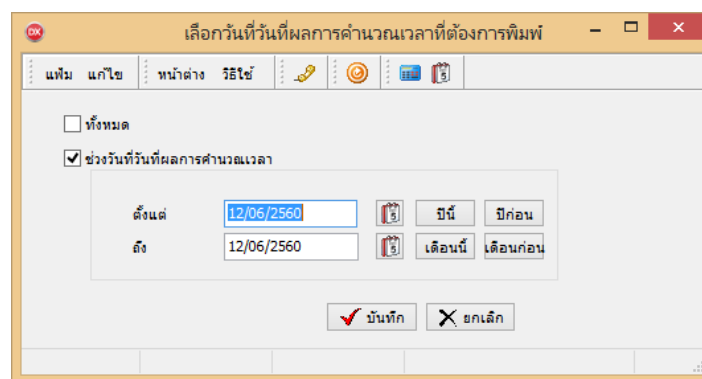 DX เลือกวันที่วันที่ผลการคำนวณเวลาที่ต้องการพิมพ์
แฟ้ม แก้ไข หน้าต่าง วิธีใช้
ทั้งหมด
ช่วงวันที่วันที่ผลการคำนวณเวลา
ตั้งแต่ 12/06/2560 5 ปีนี้ ปีก่อน
ถึง 12/06/2560 5 เดือนนี้ เดือนก่อน
บันทึก ยกเลิก